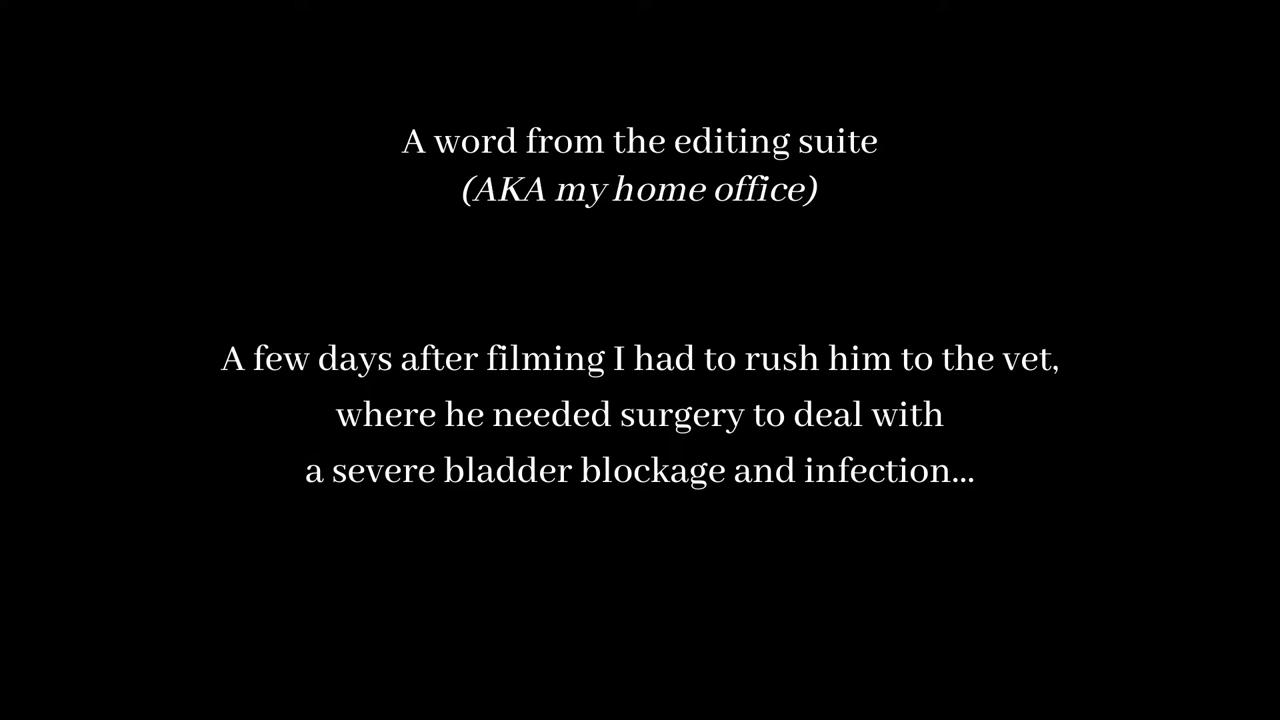 A word from the editing suite
(AKA my home office)
A few days after filming I had to rush him to the vet,
where he needed surgery to deal with
a severe bladder blockage and infection...